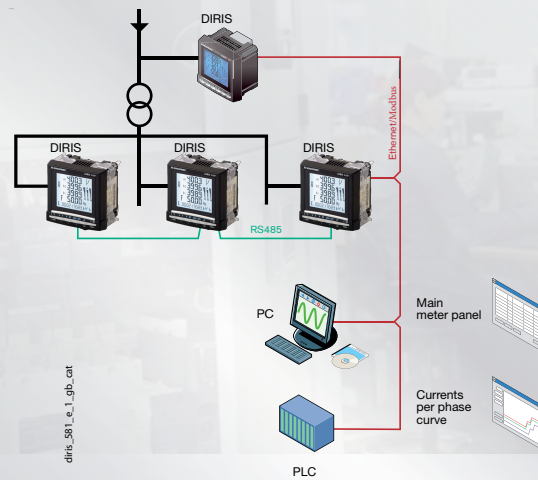 DIRIS
Ethernet/Modbus
DIRIS
DIRIS
DIRIS
RS485
PC
Main
meter panel
Currents
per phase
curve
PLC
diris_581_e_1_gb_cat